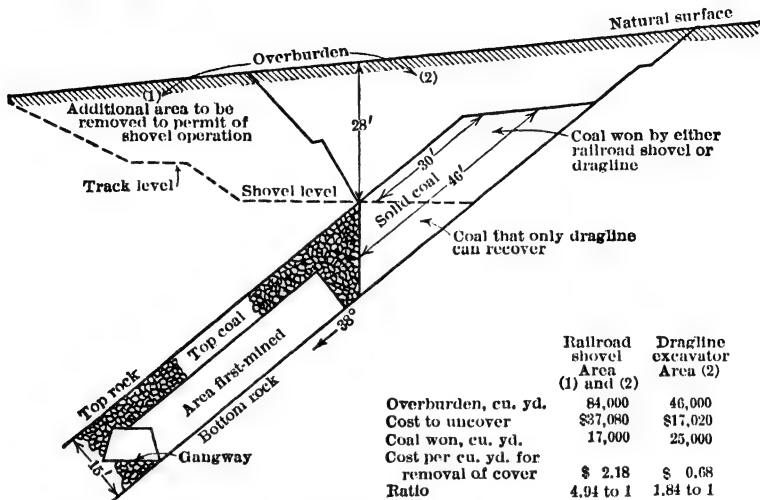 Natural surface
Overburden
(1)
(2)
Additional area to be
removed to permit of
shovel operation
28'
Coal won by either
railroad shovel or
dragline
30'
46'
Track level
Shovel level
Solid coal
Coal that only dragline
can recover
38°
Top coal
Top rock
Area first-mined
Bottom rock
Gangway
15'
Railroad shovel Area (1) and (2)
Dragline excavator Area (2)
Overburden, cu. yd. 84,000 46,000
Cost to uncover $37,080 $17,020
Coal won, cu. yd. 17,000 25,000
Cost per cu. yd. for
removal of cover $ 2.18 $ 0.68
Ratio 4.94 to 1 1.84 to 1